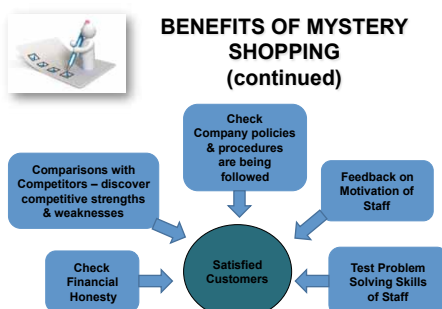 BENEFITS OF MYSTERY
SHOPPING
(continued)
Check
Company policies
& procedures
are being
followed
Comparisons with
Competitors – discover
competitive strengths
& weaknesses
Feedback on
Motivation of
Staff
Check
Financial
Honesty
Satisfied
Customers
Test Problem
Solving Skills
of Staff